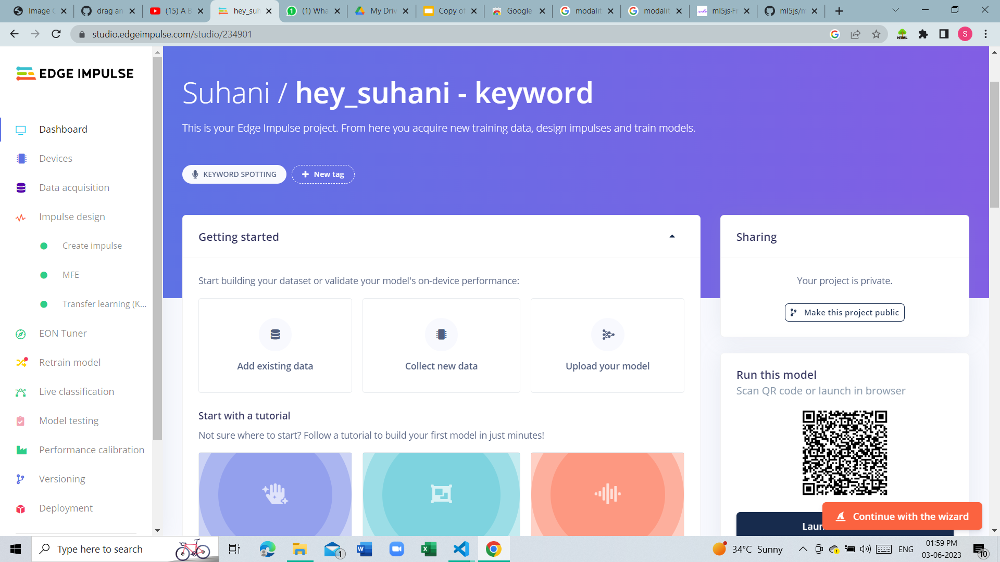 Image C
drag an
(15) A B
hey_suh
(1) Wha
My Driv
Copy of
Google
modalit
modalit
ml5js·Fr
ml5js/m
studio.edgeimpulse.com/studio/234901
HTML
S
EDGE IMPULSE
Dashboard
Devices
Data acquisition
Impulse design
Create impulse
MFE
Transfer learning (K...
EON Tuner
Retrain model
Live classification
Model testing
Performance calibration
Versioning
Deployment
Suhani / hey_suhani - keyword
This is your Edge Impulse project. From here you acquire new training data, design impulses and train models.
KEYWORD SPOTTING
New tag
Getting started
Start building your dataset or validate your model's on-device performance:
Add existing data
Collect new data
Upload your model
Start with a tutorial
Not sure where to start? Follow a tutorial to build your first model in just minutes!
Sharing
Your project is private.
Make this project public
Run this model
Scan QR code or launch in browser
Continue with the wizard
Type here to search
1
34°C Sunny
ENG
01:59 PM
03-06-2023
10